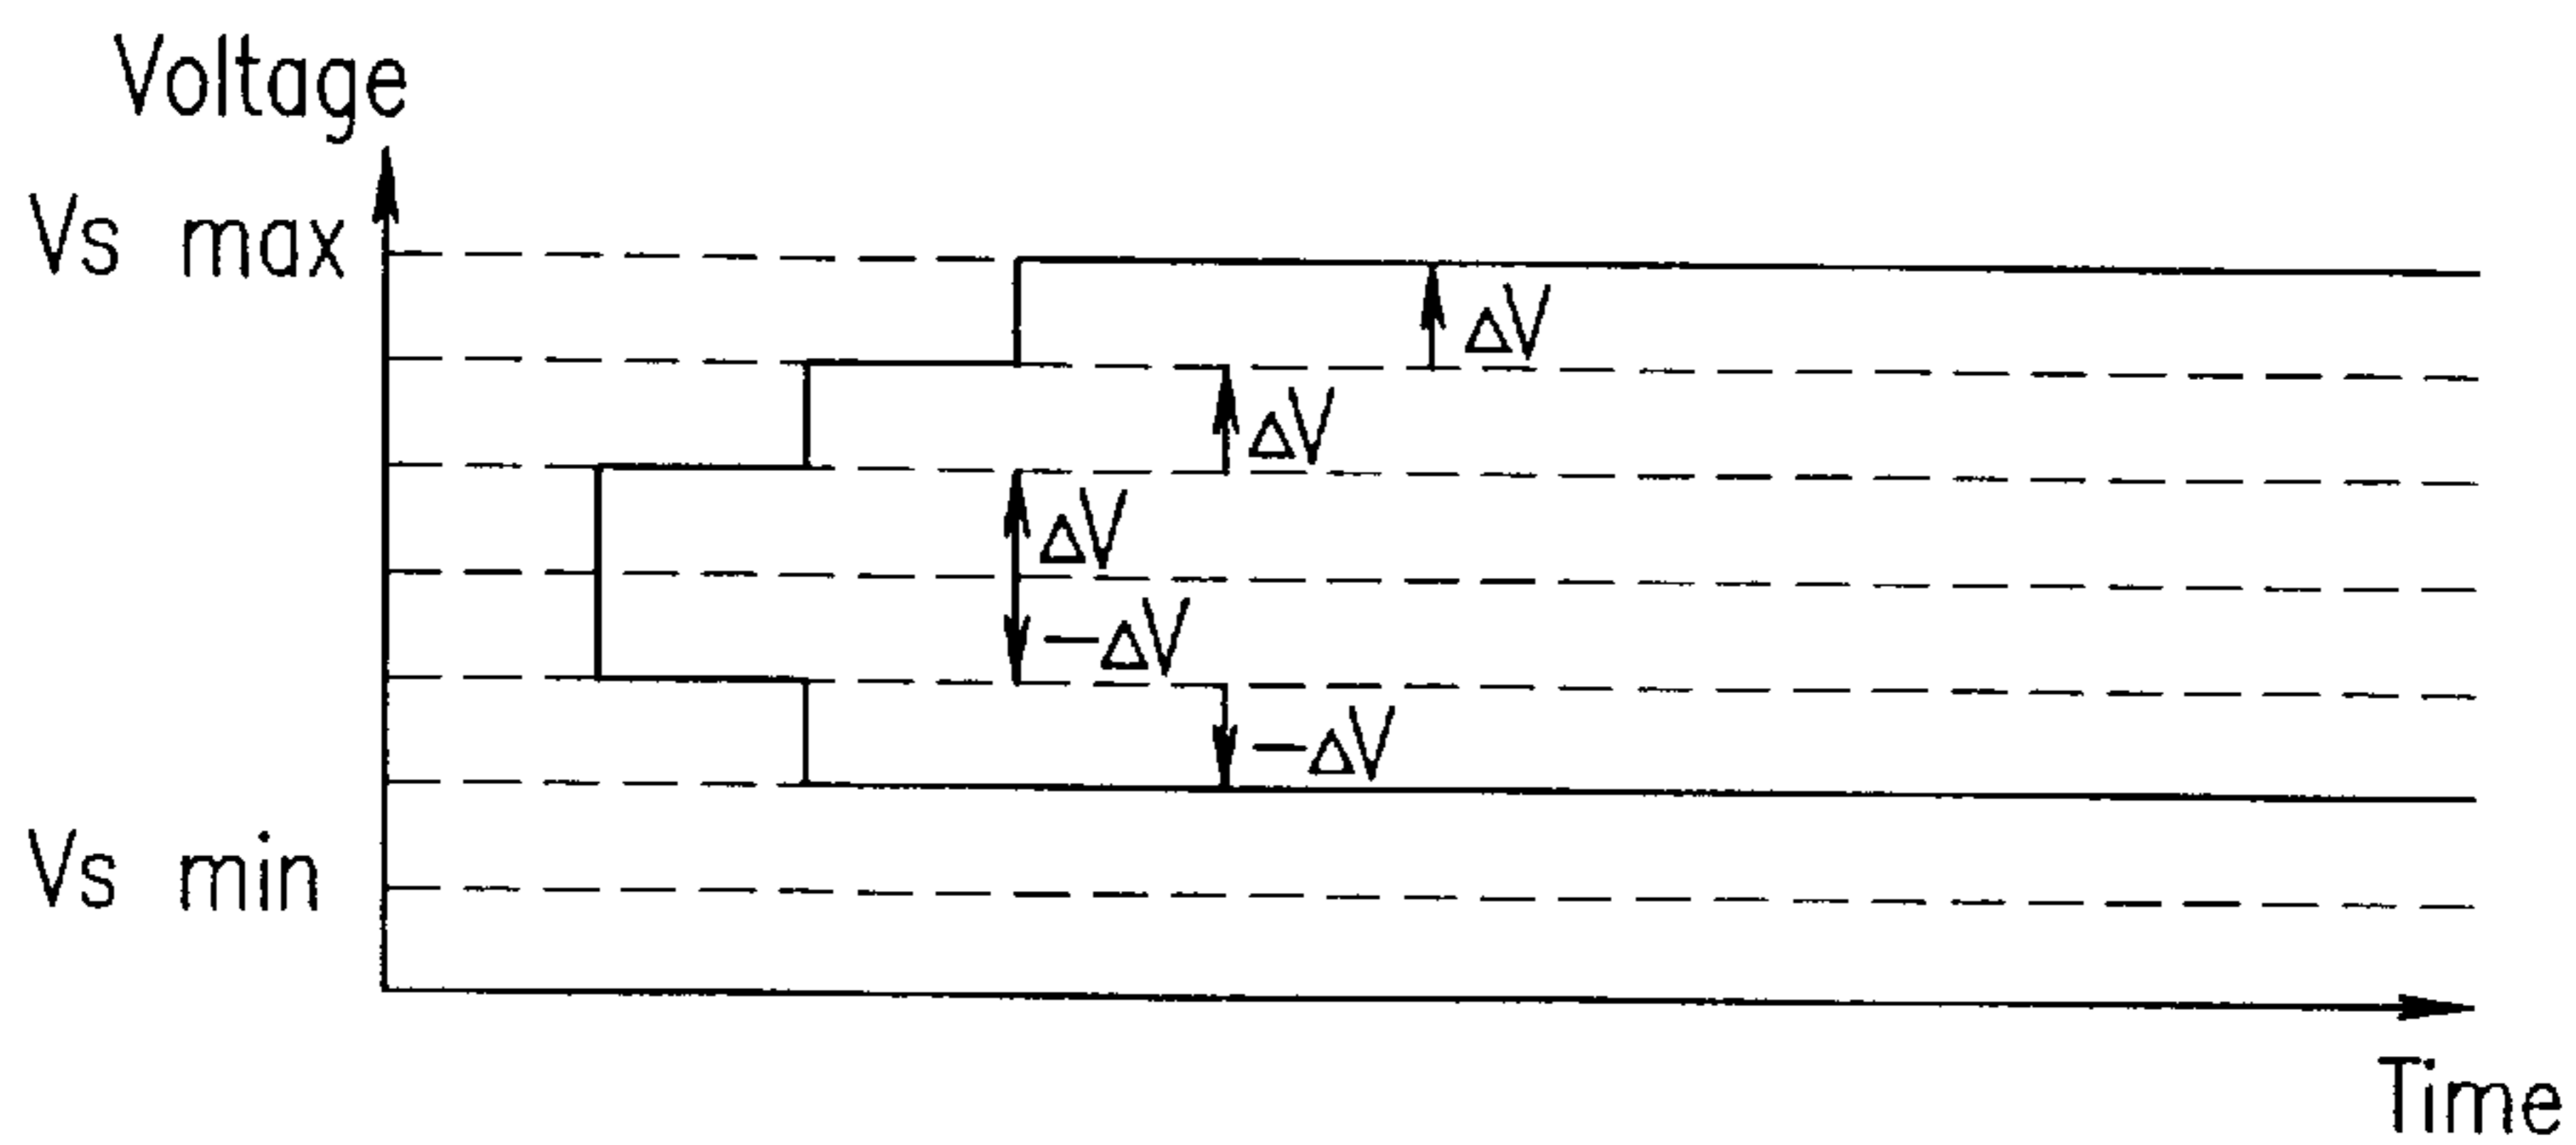 Voltage
Vs max
ΔV
ΔV
ΔV
−ΔV
−ΔV
Vs min
Time